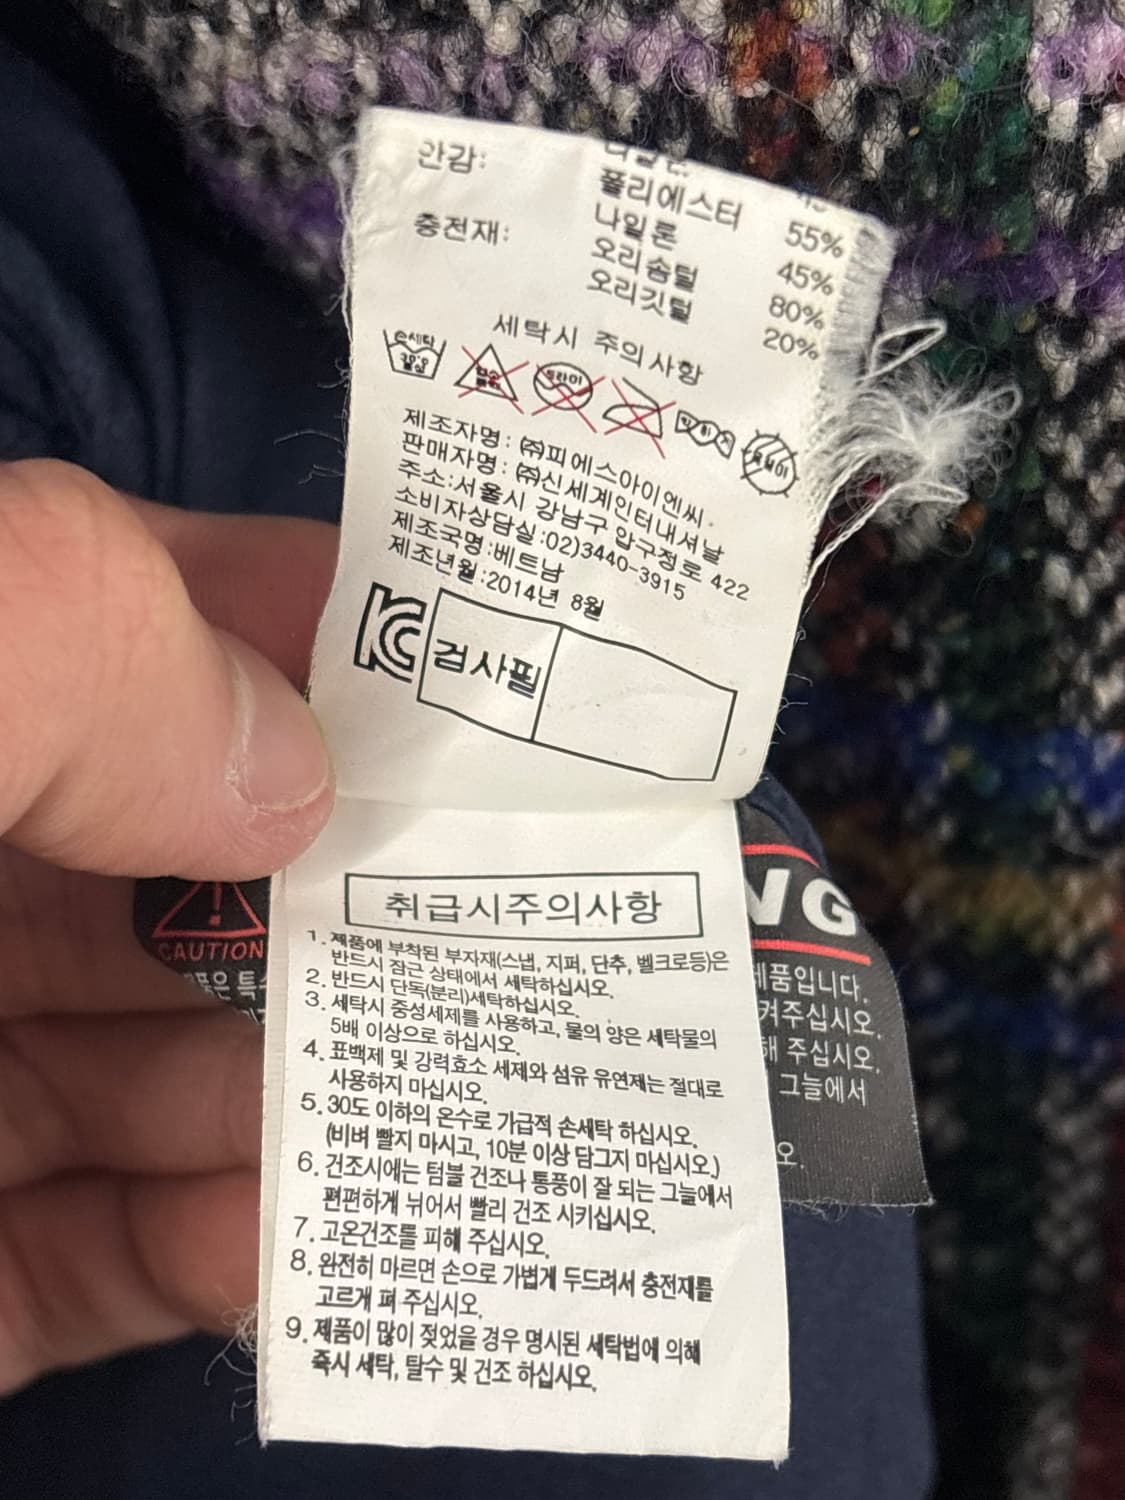 안감:
폴리에스터 55%
나일론 45%
충전재: 오리솜털 80%
오리깃털 20%
세탁시 주의사항
손세탁
중성
드라이
제조자명: ㈜피에스아이엔씨.
판매자명: ㈜신세계인터내셔날
주소:서울시 강남구 압구정로 422
소비자상담실:02)3440-3915
제조국명:베트남
제조년월:2014년 8월
KC 검사필
취급시주의사항
1. 제품에 부착된 부자재(스냅, 지퍼, 단추, 벨크로등)은
반드시 잠근 상태에서 세탁하십시오.
2. 반드시 단독(분리)세탁하십시오.
3. 세탁시 중성세제를 사용하고, 물의 양은 세탁물의
5배 이상으로 하십시오.
4. 표백제 및 강력효소 세제와 섬유 유연제는 절대로
사용하지 마십시오.
5. 30도 이하의 온수로 가급적 손세탁 하십시오.
(비벼 빨지 마시고, 10분 이상 담그지 마십시오.)
6. 건조시에는 텀블 건조나 통풍이 잘 되는 그늘에서
편편하게 뉘어서 빨리 건조 시키십시오.
7. 고온건조를 피해 주십시오.
8. 완전히 마르면 손으로 가볍게 두드려서 충전재를
고르게 펴 주십시오.
9. 제품이 많이 젖었을 경우 명시된 세탁법에 의해
즉시 세탁, 탈수 및 건조 하십시오.
CAUTION
NG
제품입니다.
켜주십시오.
해 주십시오.
그늘에서
오.